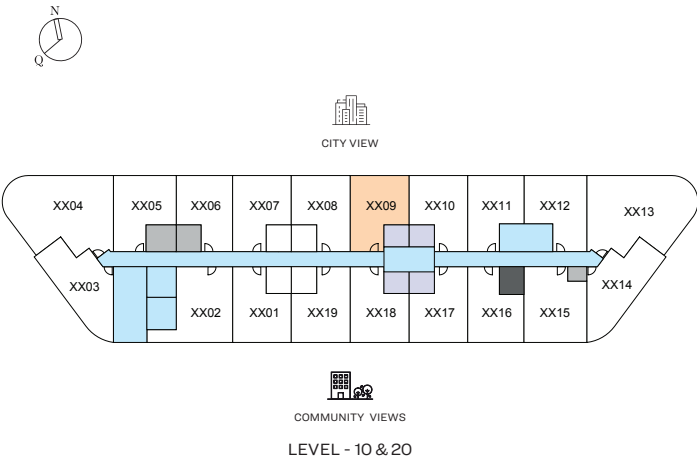 N
Q
CITY VIEW
XX04 XX05 XX06 XX07 XX08 XX09 XX10 XX11 XX12 XX13
XX03 XX14
XX02 XX01 XX19 XX18 XX17 XX16 XX15
COMMUNITY VIEWS
LEVEL - 10 & 20